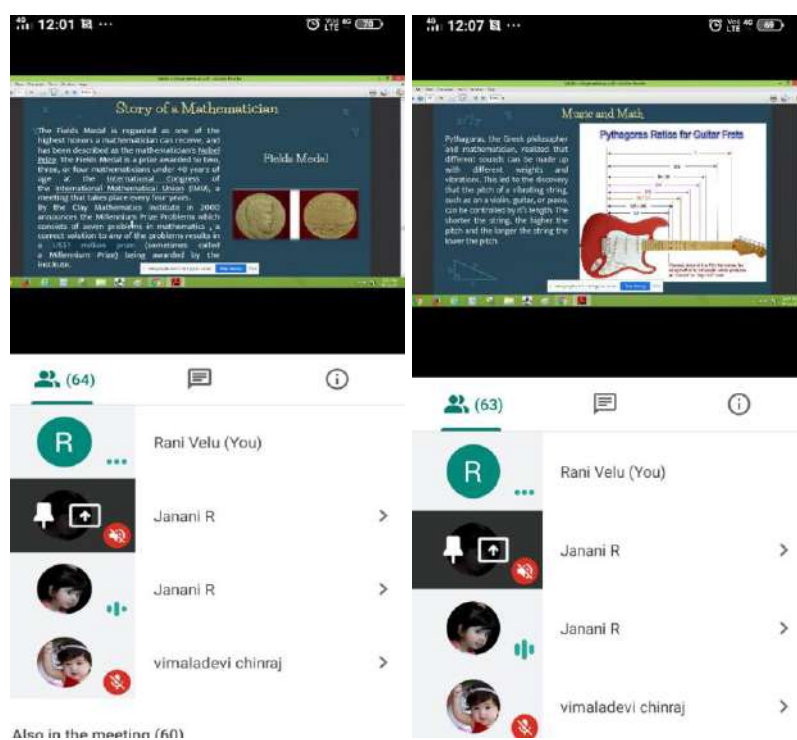 12:01
Story of a Mathematician
The Fields Medal is regarded as one of the
highest honors a mathematician can receive, and
has been described as the mathematician's Nobel
Prize. The Fields Medal is a prize awarded to two,
three, or four mathematicians under 40 years of
age at the International Congress of
the International Mathematical Union (IMU), a
meeting that takes place every four years.
By the Clay Mathematics Institute in 2000
announces the Millennium Prize Problems which
consists of seven problems in mathematics , a
correct solution to any of the problems results in
a US$1 million prize (sometimes called
a Millennium Prize) being awarded by the
institute.
Fields Medal
(64)
R
Rani Velu (You)
Janani R
Janani R
vimaladevi chinraj
Also in the meeting (60)
12:07
Music and Math
Pythagoras, the Greek philosopher
and mathematician, realized that
different sounds can be made up
with different weights and
vibrations. This led to the discovery
that the pitch of a vibrating string,
such as on a violin, guitar, or piano,
can be controlled by it's length. The
shorter the string, the higher the
pitch and the longer the string the
lower the pitch.
Pythagoras Ratios for Guitar Frets
(63)
R
Rani Velu (You)
Janani R
Janani R
vimaladevi chinraj